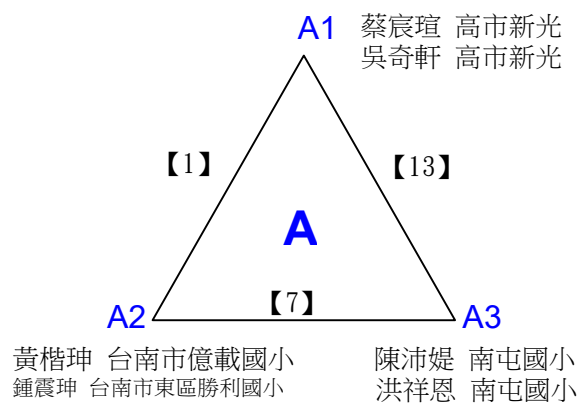 A1
蔡宸瑄 高市新光
吳奇軒 高市新光
【1】
【13】
A
【7】
A2
A3
黃楷珅 台南市億載國小
鍾震珅 台南市東區勝利國小
陳沛媞 南屯國小
洪祥恩 南屯國小